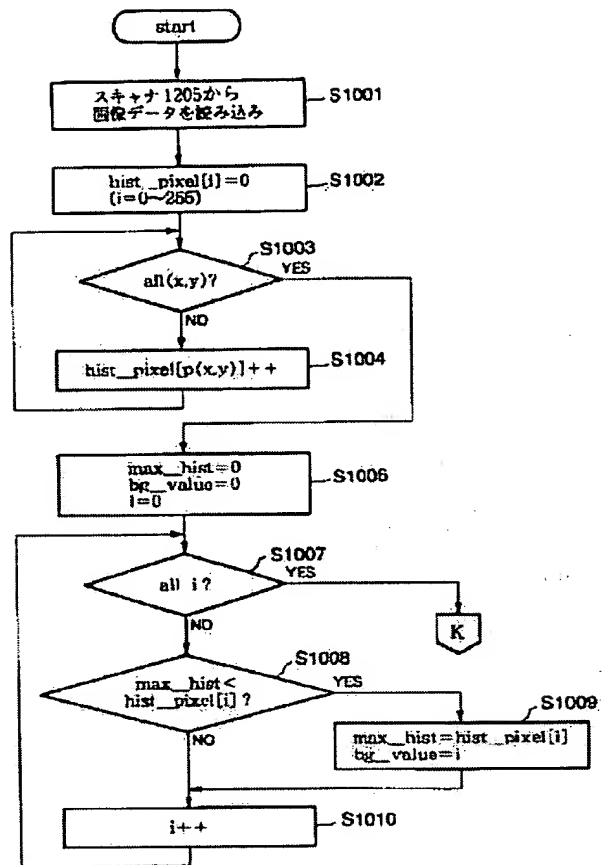 start
スキャナ1205から
画像データを読み込み
S1001
hist_pixel[i]=0
(i=0~255)
S1002
S1003
all(x,y)?
YES
NO
hist_pixel[p(x,y)]++
S1004
max_hist=0
bg_value=0
i=0
S1006
S1007
all i?
YES
NO
K
S1008
max_hist<
hist_pixel[i]?
YES
NO
S1009
max_hist=hist_pixel[i]
bg_value=i
i++
S1010